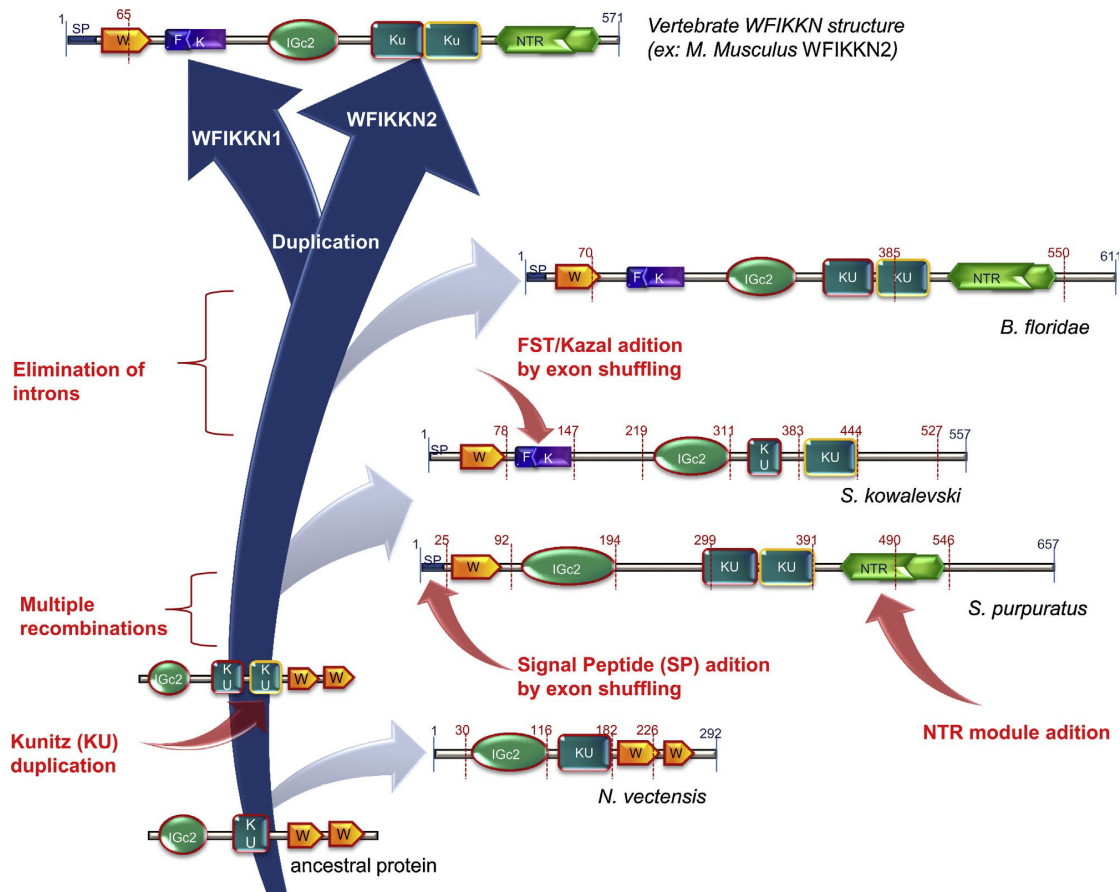 1 SP W 65 F K IGc2 Ku Ku NTR 571
Vertebrate WFIKKN structure
(ex: M. Musculus WFIKKN2)
WFIKKN1
WFIKKN2
Duplication
1 SP W 70 F K IGc2 KU 385 KU NTR 550 611
B. floridae
Elimination of
introns
FST/Kazal adition
by exon shuffling
1 SP W 78 F K 147 219 IGc2 311 K U 383 KU 444 527 557
S. kowalevski
1 SP 25 W 92 IGc2 194 299 KU KU 391 NTR 490 546 657
S. purpuratus
Multiple
recombinations
IGc2 K U K U W W
Signal Peptide (SP) adition
by exon shuffling
NTR module adition
Kunitz (KU)
duplication
1 30 IGc2 116 KU 182 W 226 W 292
N. vectensis
IGc2 K U W W
ancestral protein